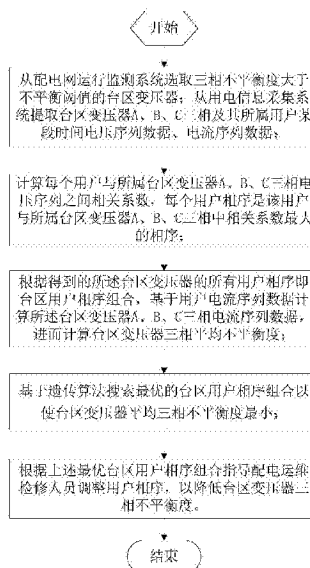 开始
从配电网运行监测系统选取三相不平衡度大于
不平衡阈值的台区变压器；从用电信息采集系
统提取台区变压器A、B、C三相及其所属用户某
段时间电压序列数据、电流序列数据；
计算每个用户与所属台区变压器A、B、C三相电
压序列之间相关系数，每个用户相序是该用户
与所属台区变压器A、B、C三相中相关系数最大
的相序；
根据得到的所述台区变压器的所有用户相序即
台区用户相序组合，基于用户电流序列数据计
算所述台区变压器A、B、C三相电流序列数据，
进而计算台区变压器三相平均不平衡度；
基于遗传算法搜索最优的台区用户相序组合以
使台区变压器平均三相不平衡度最小；
根据上述最优台区用户相序组合指导配电运维
检修人员调整用户相序，以降低台区变压器三
相不平衡度。
结束